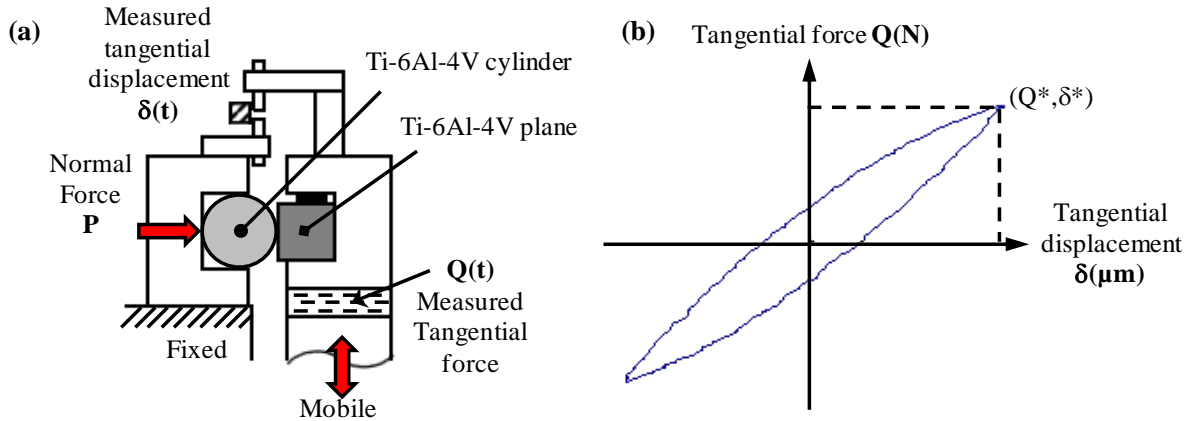 (a)
Measured
tangential
displacement
δ(t)
Ti-6Al-4V cylinder
Ti-6Al-4V plane
Normal
Force
P
Q(t)
Measured
Tangential
force
Fixed
Mobile
(b)
Tangential force Q(N)
(Q*,δ*)
Tangential
displacement
δ(µm)